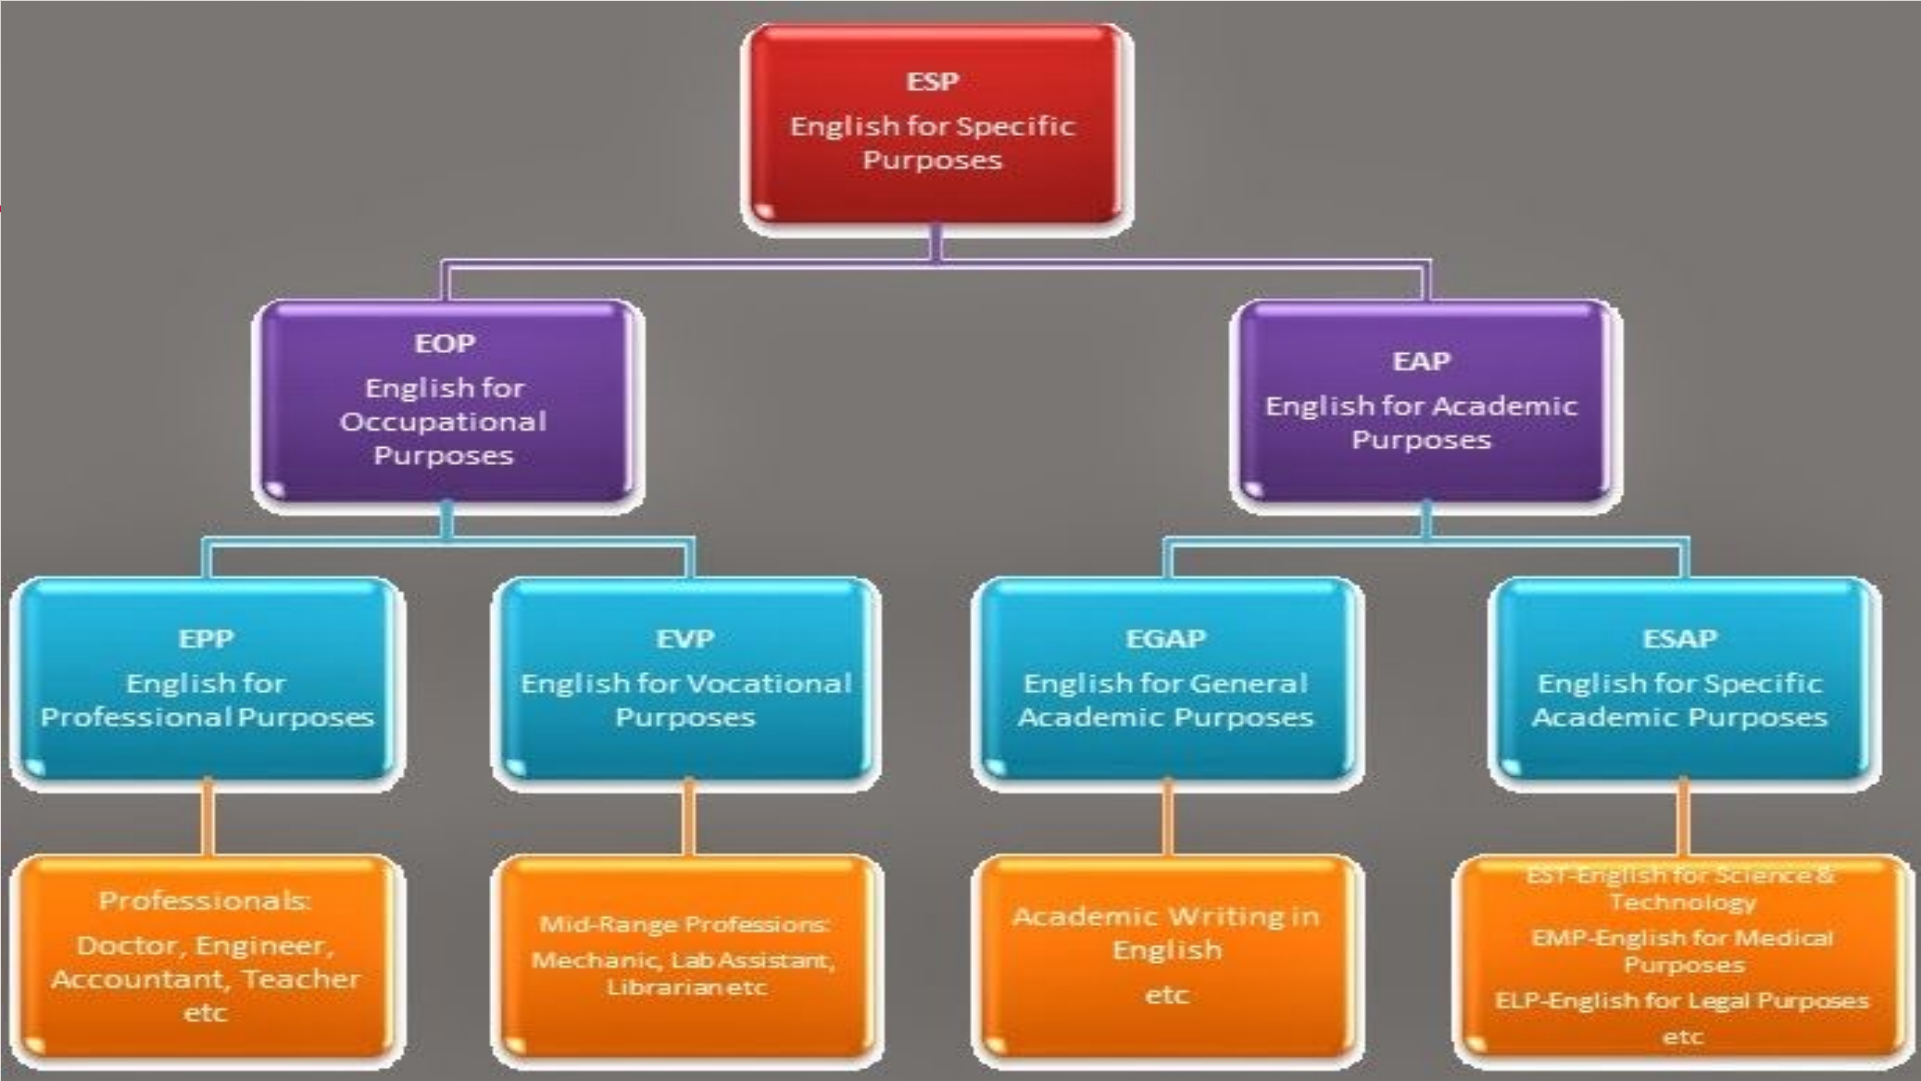 ESP
English for Specific
Purposes
EOP
English for
Occupational
Purposes
EAP
English for Academic
Purposes
EPP
English for
Professional Purposes
EVP
English for Vocational
Purposes
EGAP
English for General
Academic Purposes
ESAP
English for Specific
Academic Purposes
Professionals:
Doctor, Engineer,
Accountant, Teacher
etc
Mid-Range Professions:
Mechanic, Lab Assistant,
Librarian etc
Academic Writing in
English
etc
EST-English for Science &
Technology
EMP-English for Medical
Purposes
ELP-English for Legal Purposes
etc